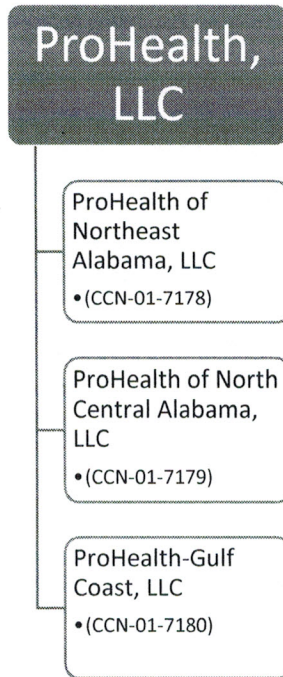 ProHealth,
LLC
ProHealth of
Northeast
Alabama, LLC
•(CCN-01-7178)
ProHealth of North
Central Alabama,
LLC
•(CCN-01-7179)
ProHealth-Gulf
Coast, LLC
•(CCN-01-7180)